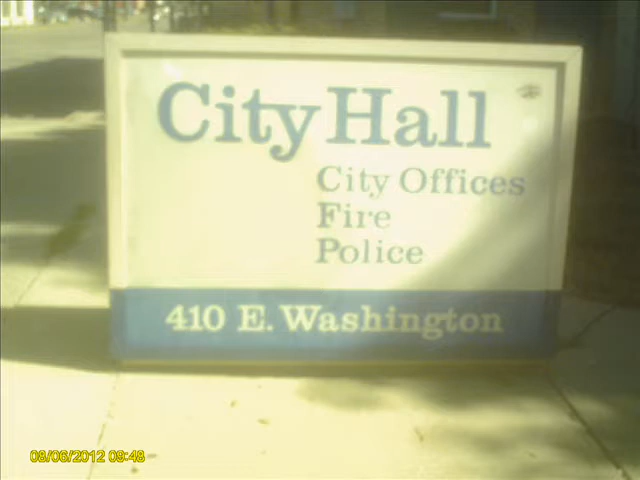 City Hall
City Offices
Fire
Police
410 E. Washington
08/06/2012 09:48